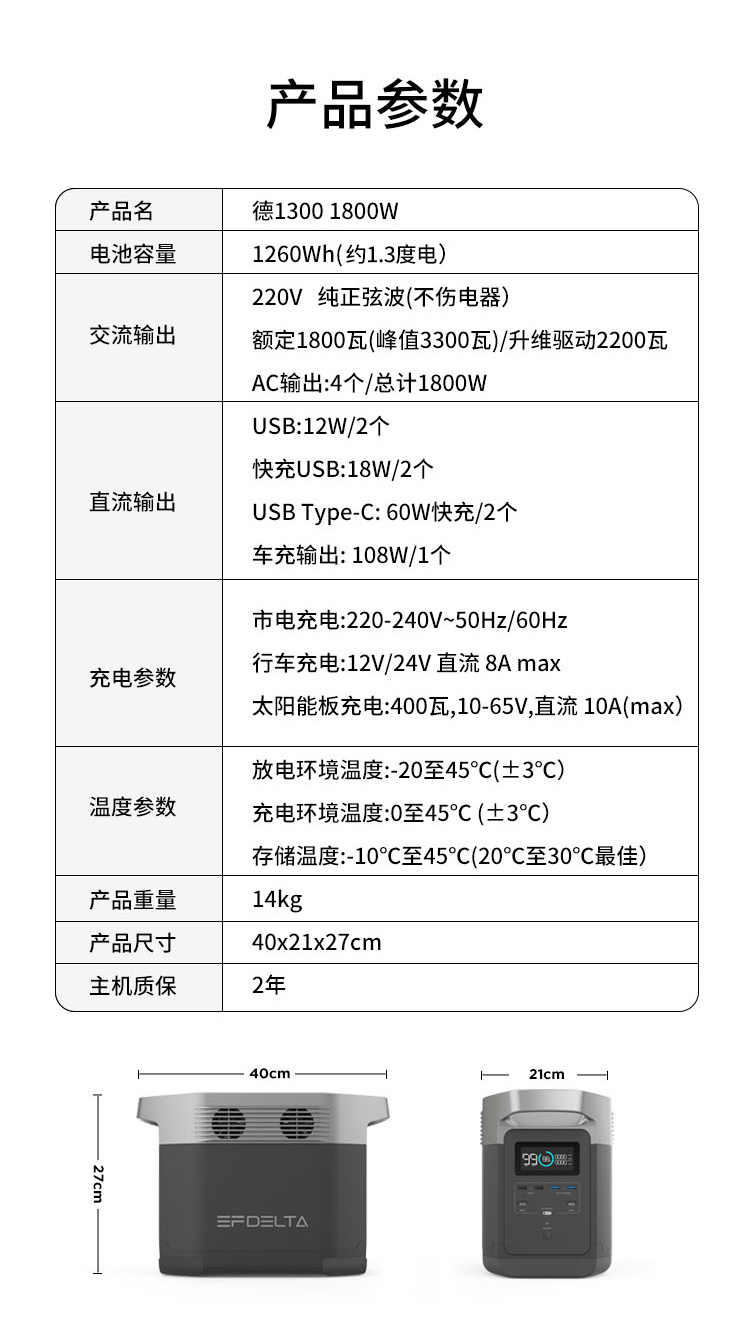 产品参数
产品名
德1300 1800W
电池容量
1260Wh(约1.3度电）
交流输出
220V 纯正弦波(不伤电器）
额定1800瓦(峰值3300瓦)/升维驱动2200瓦
AC输出:4个/总计1800W
直流输出
USB:12W/2个
快充USB:18W/2个
USB Type-C: 60W快充/2个
车充输出: 108W/1个
充电参数
市电充电:220-240V~50Hz/60Hz
行车充电:12V/24V 直流 8A max
太阳能板充电:400瓦,10-65V,直流 10A(max）
温度参数
放电环境温度:-20至45℃(±3℃）
充电环境温度:0至45℃ (±3℃）
存储温度:-10℃至45℃(20℃至30℃最佳）
产品重量
14kg
产品尺寸
40x21x27cm
主机质保
2年
40cm
21cm
27cm
EFDELTA
99